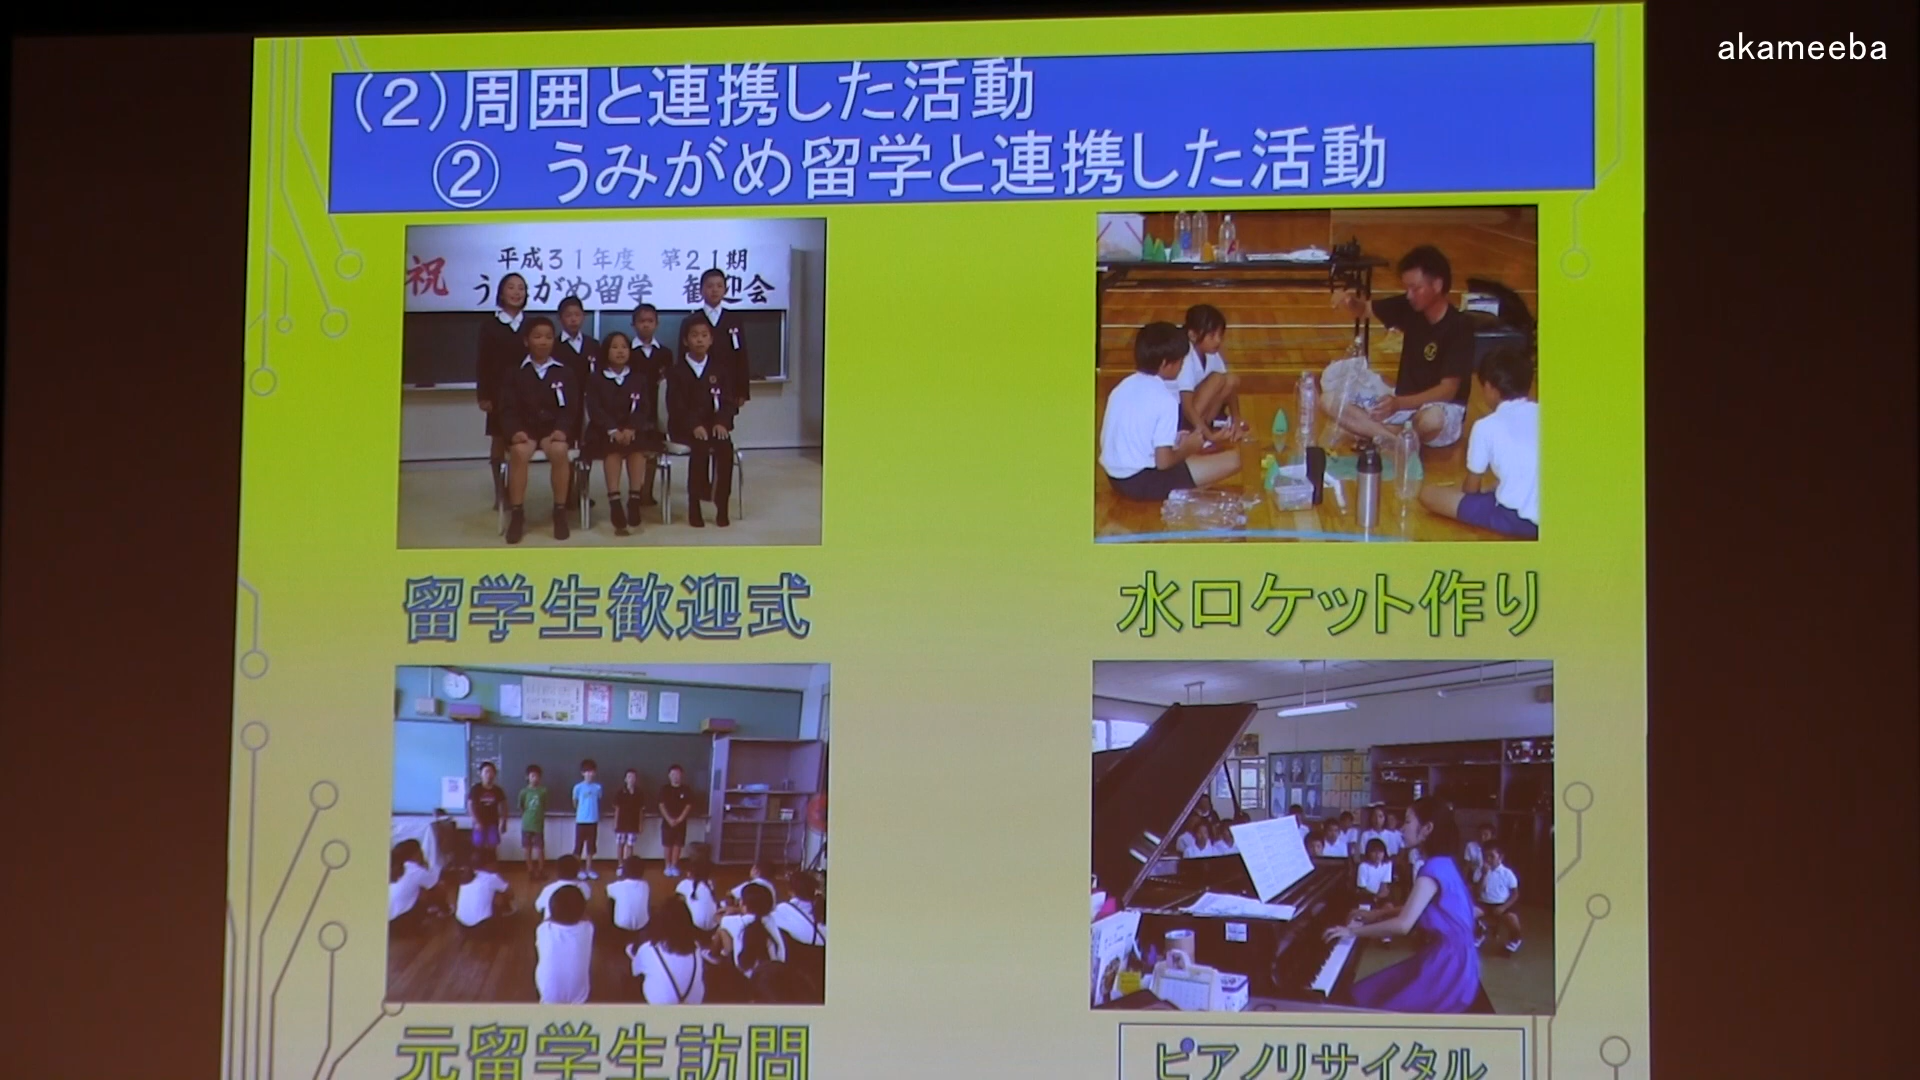 akameeba
(2)周囲と連携した活動
② うみがめ留学と連携した活動
祝
平成31年度 第21期
うみがめ留学 歓迎会
留学生歓迎式
水ロケット作り
元留学生訪問
ピアノリサイタル